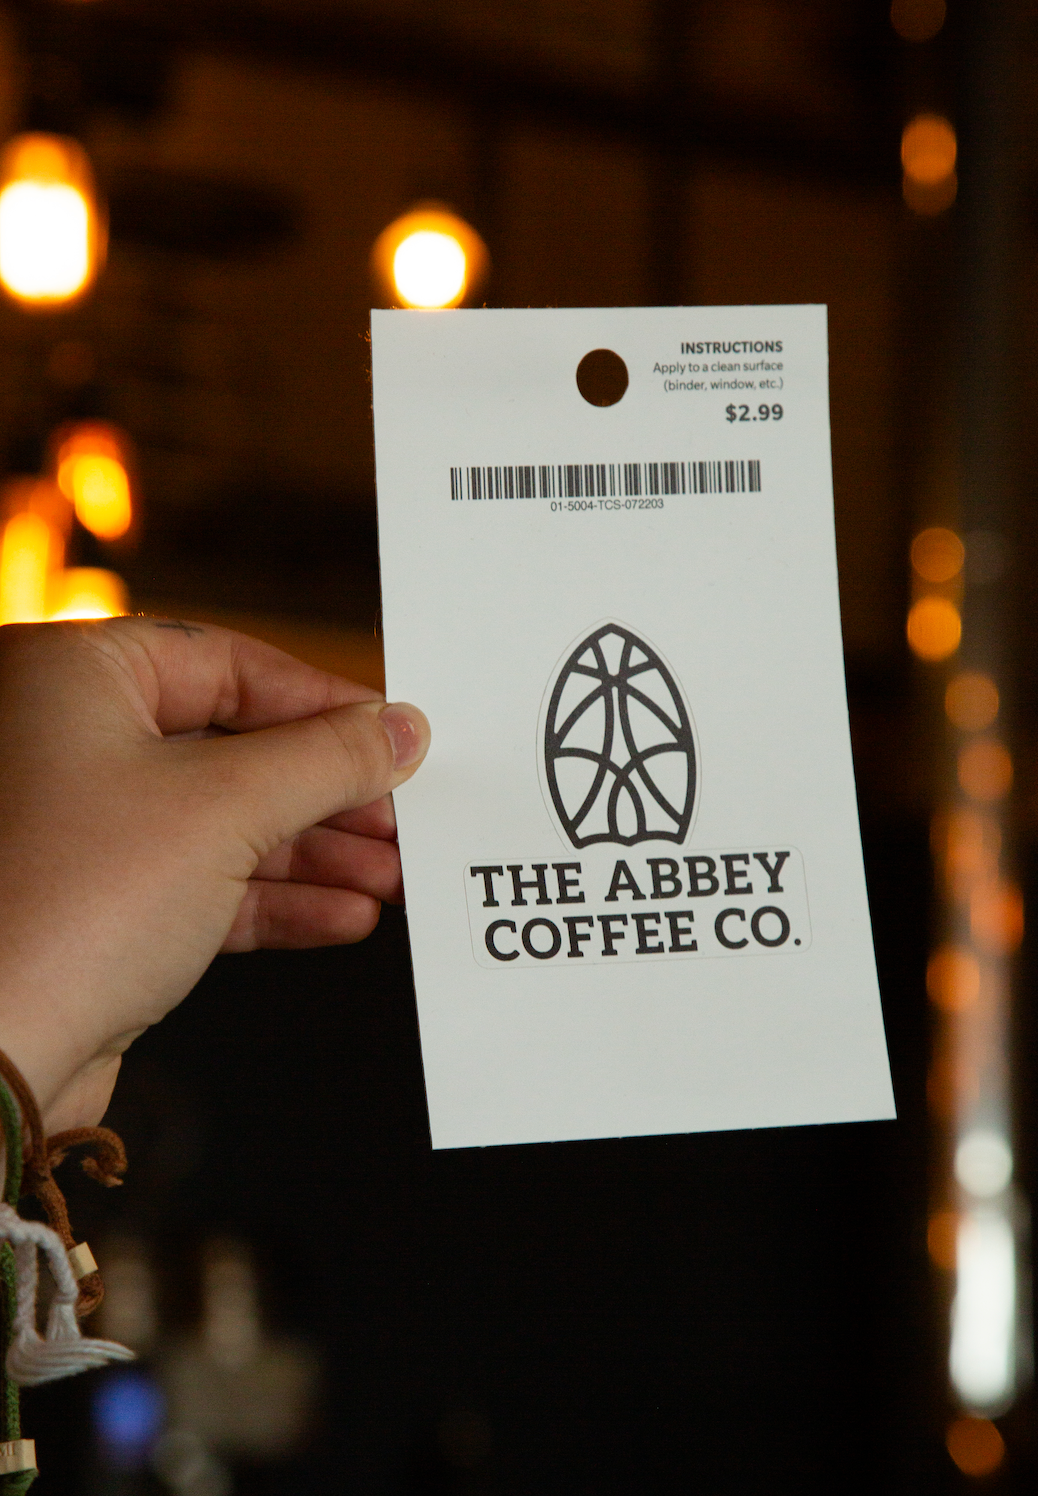 INSTRUCTIONS
Apply to a clean surface
(binder, window, etc.)
$2.99
01-5004-TCS-072203
THE ABBEY
COFFEE CO.